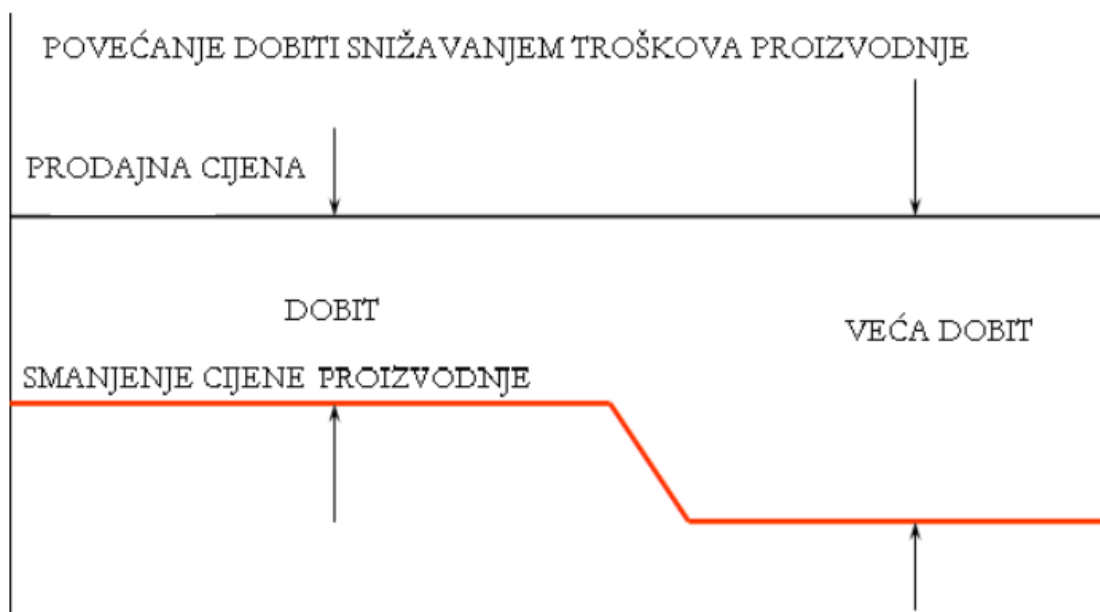 POVEĆANJE DOBITI SNIŽAVANJEM TROŠKOVA PROIZVODNJE
PRODAJNA CIJENA
DOBIT
VEĆA DOBIT
SMANJENJE CIJENE PROIZVODNJE